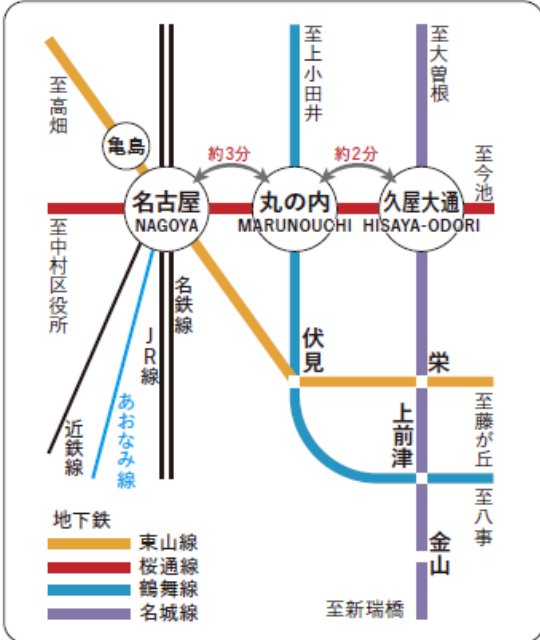 至高畑
亀島
至上小田井
至大曽根
約3分
約2分
至今池
名古屋
NAGOYA
丸の内
MARUNOUCHI
久屋大通
HISAYA-ODORI
至中村区役所
名鉄線
JR線
あおなみ線
近鉄線
伏見
栄
至藤が丘
上前津
至八事
金山
至新瑞橋
地下鉄
東山線
桜通線
鶴舞線
名城線